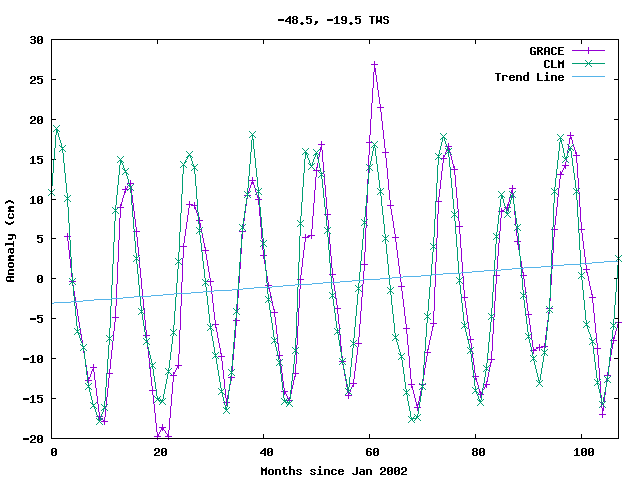 -48.5, -19.5 TWS
GRACE
CLM
Trend Line
30
25
20
15
10
5
0
-5
-10
-15
-20
Anomaly (cm)
0 20 40 60 80 100
Months since Jan 2002